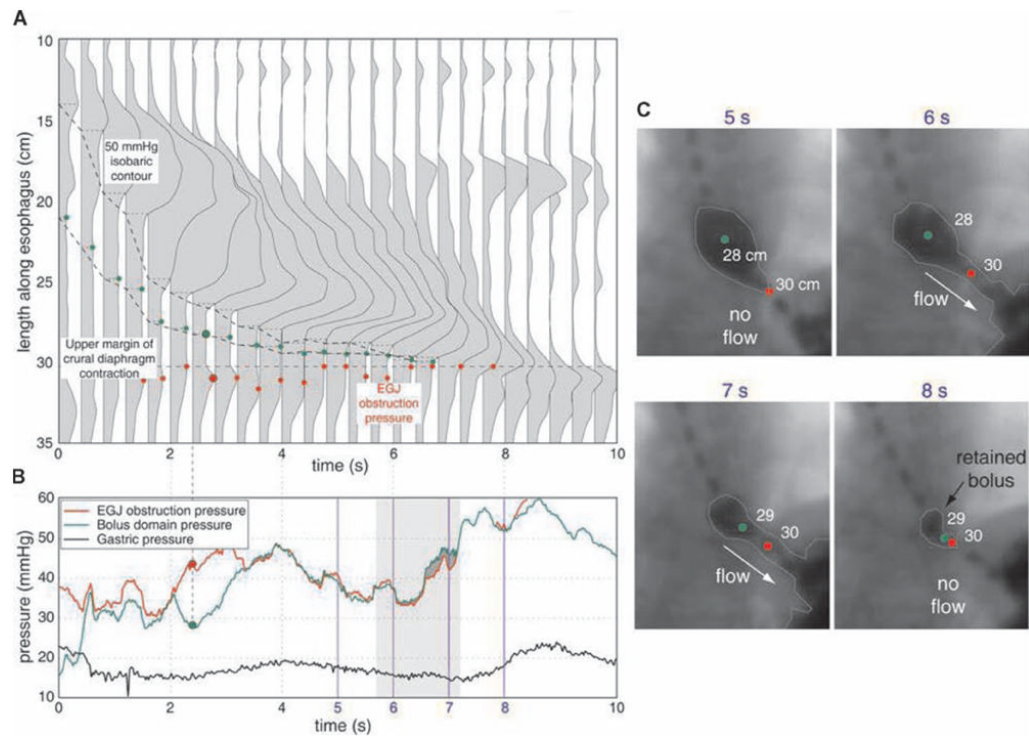 A
10
15
20
25
30
35
length along esophagus (cm)
50 mmHg
isobaric
contour
Upper margin of
crural diaphragm
contraction
EGJ
obstruction
pressure
0
2
4
6
8
10
time (s)
B
60
50
40
30
20
10
pressure (mmHg)
EGJ obstruction pressure
Bolus domain pressure
Gastric pressure
0
2
4
5
6
7
8
10
time (s)
C
5 s
28 cm
30 cm
no
flow
6 s
28
30
flow
7 s
29
30
flow
8 s
retained
bolus
29
30
no
flow